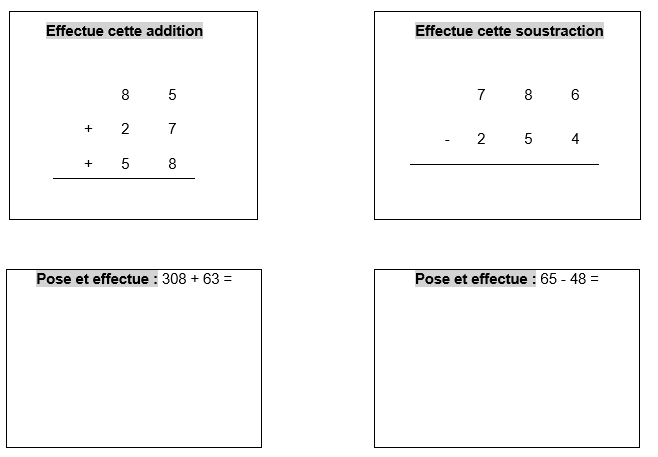 Effectue cette addition
8 5
+ 2 7
+ 5 8
Effectue cette soustraction
7 8 6
- 2 5 4
Pose et effectue : 308 + 63 =
Pose et effectue : 65 - 48 =